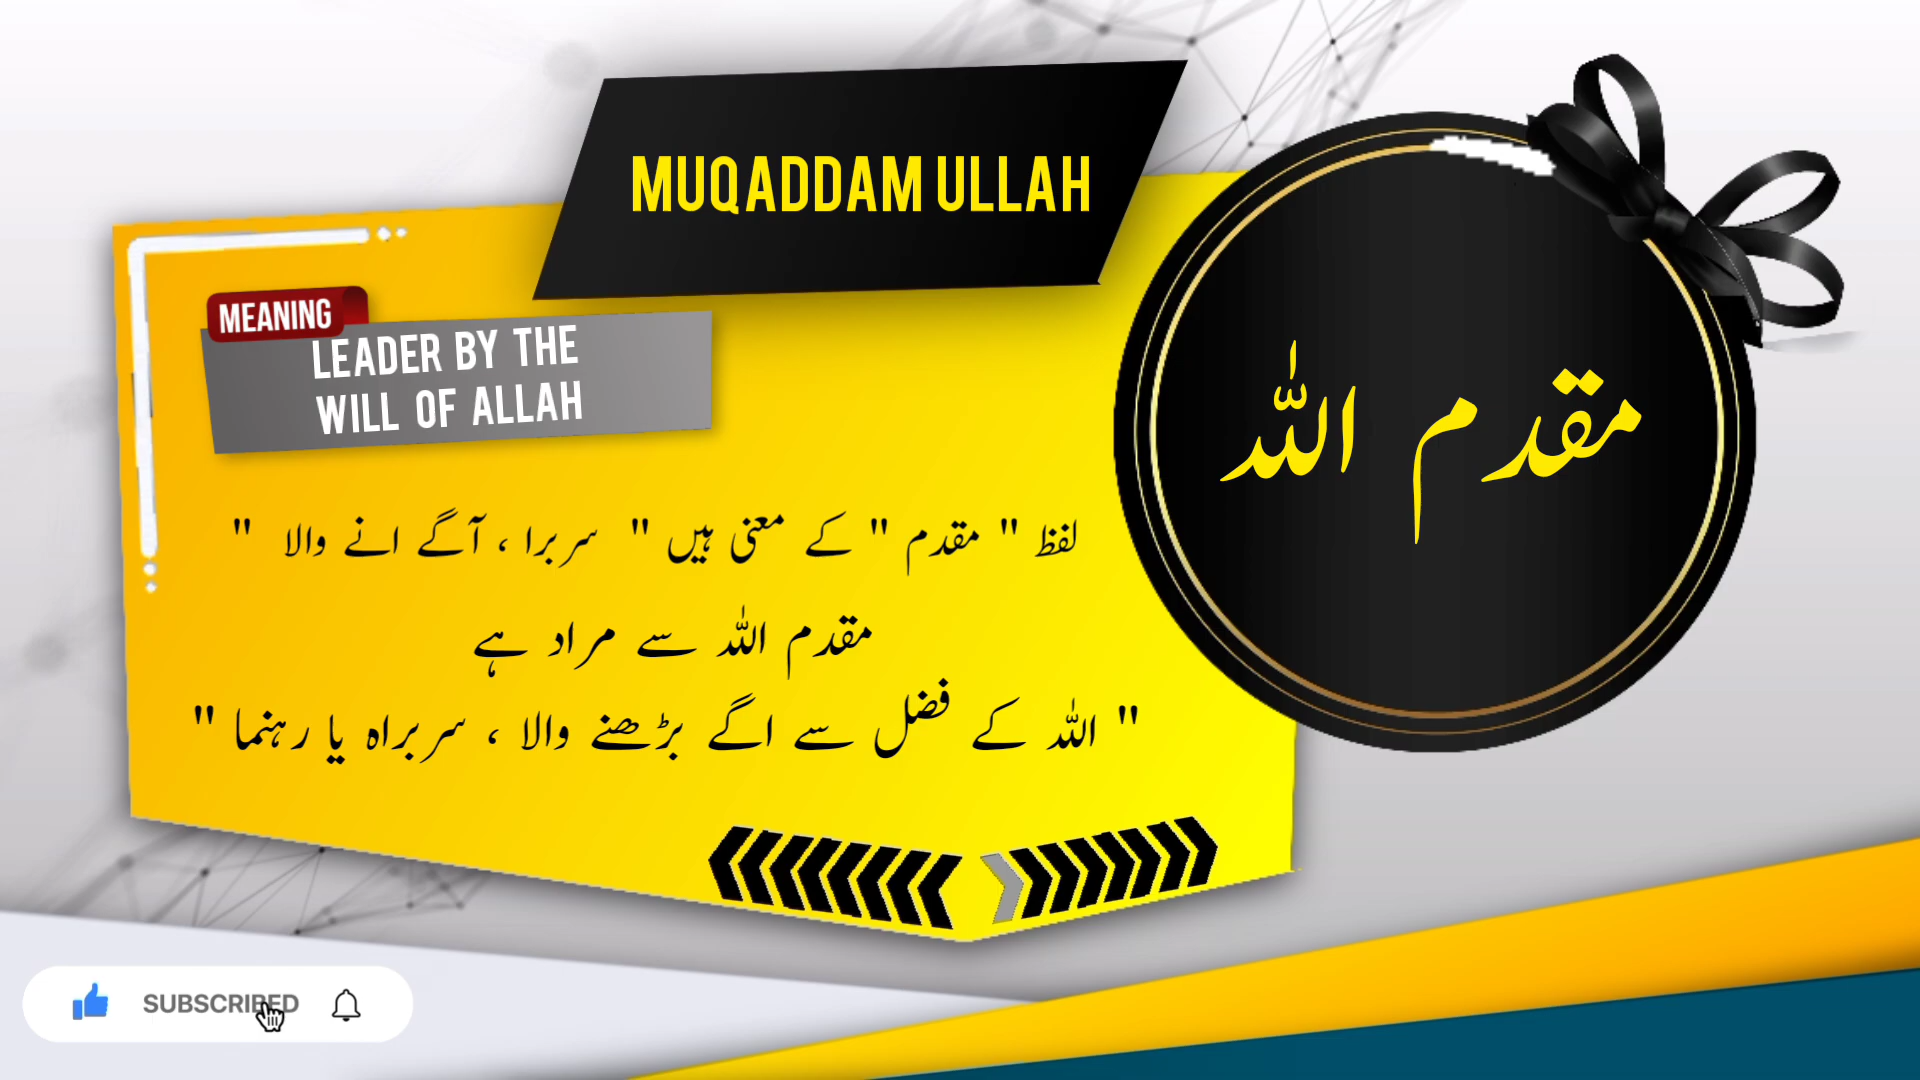 MUQADDAM ULLAH
MEANING
LEADER BY THE
WILL OF ALLAH
مقدم اللہ
لفظ " مقدم " کے معنی ہیں " سربرا ، آگے انے والا "
مقدم اللہ سے مراد ہے
" اللہ کے فضل سے اگے بڑھنے والا ، سربراہ یا رہنما "
SUBSCRIBED